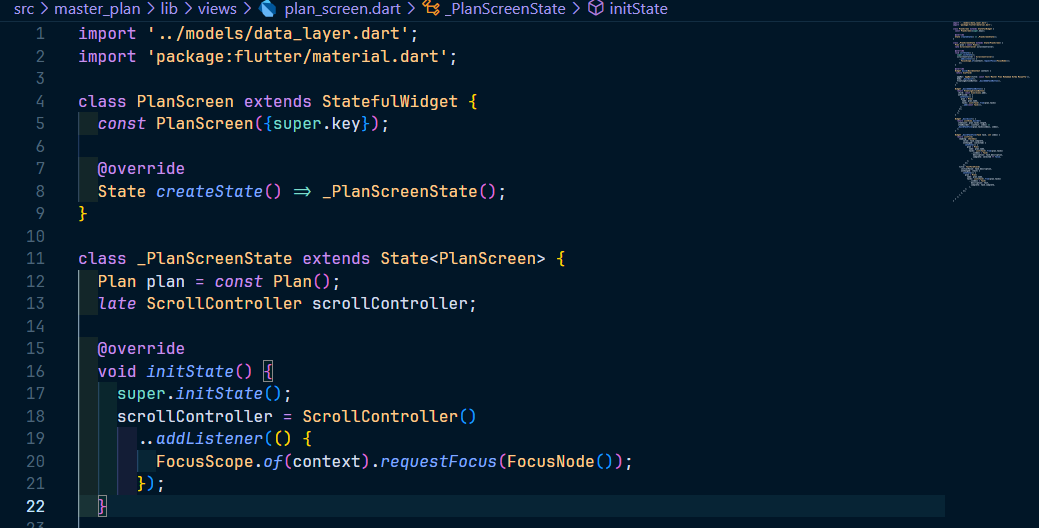 src > master_plan > lib > views > plan_screen.dart > _PlanScreenState > initState
1 import '../models/data_layer.dart';
2 import 'package:flutter/material.dart';
3
4 class PlanScreen extends StatefulWidget {
5 const PlanScreen({super.key});
6
7 @override
8 State createState() => _PlanScreenState();
9 }
10
11 class _PlanScreenState extends State<PlanScreen> {
12 Plan plan = const Plan();
13 late ScrollController scrollController;
14
15 @override
16 void initState() {
17 super.initState();
18 scrollController = ScrollController()
19 ..addListener(() {
20 FocusScope.of(context).requestFocus(FocusNode());
21 });
22 }
23